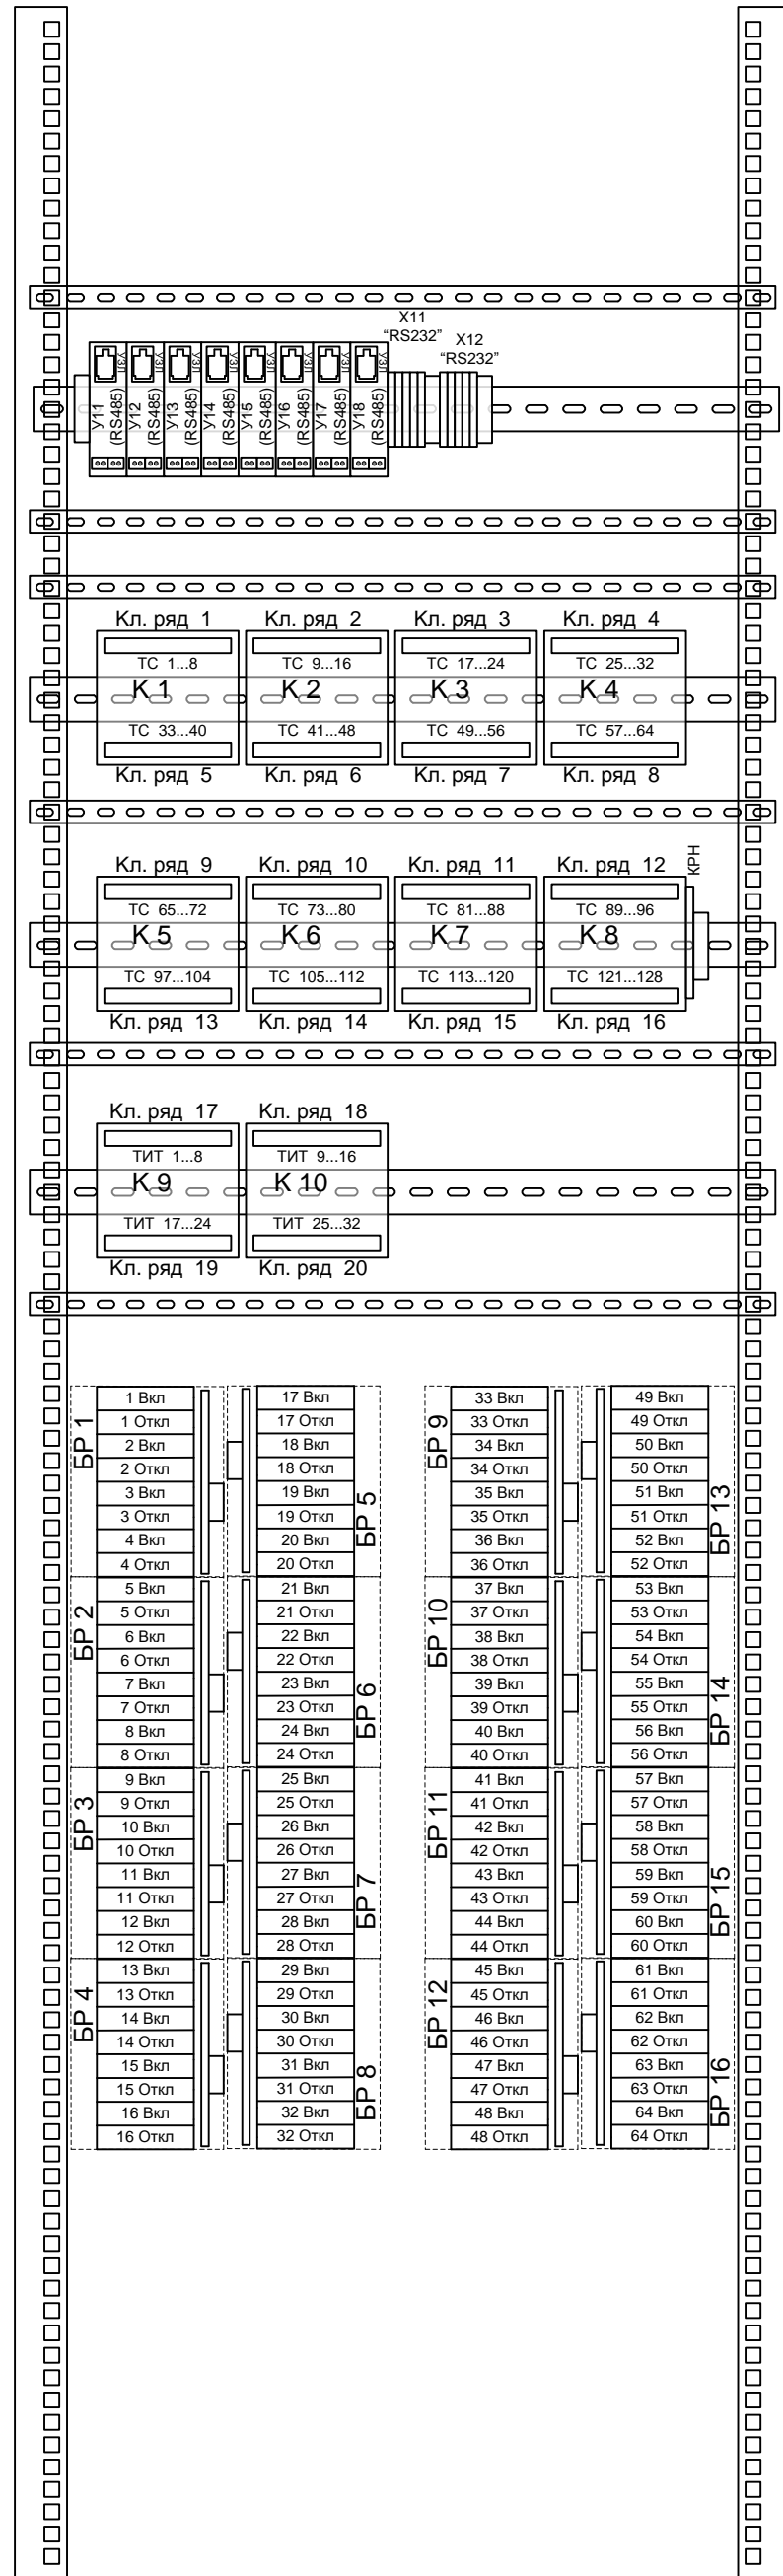 X11
“RS232”
X12
“RS232”
У11 (RS485) УЗП
У12 (RS485) УЗП
У13 (RS485) УЗП
У14 (RS485) УЗП
У15 (RS485) УЗП
У16 (RS485) УЗП
У17 (RS485) УЗП
У18 (RS485) УЗП
Кл. ряд 1 Кл. ряд 2 Кл. ряд 3 Кл. ряд 4
ТС 1...8 ТС 9...16 ТС 17...24 ТС 25...32
К 1 К 2 К 3 К 4
ТС 33...40 ТС 41...48 ТС 49...56 ТС 57...64
Кл. ряд 5 Кл. ряд 6 Кл. ряд 7 Кл. ряд 8
Кл. ряд 9 Кл. ряд 10 Кл. ряд 11 Кл. ряд 12 КРН
ТС 65...72 ТС 73...80 ТС 81...88 ТС 89...96
К 5 К 6 К 7 К 8
ТС 97...104 ТС 105...112 ТС 113...120 ТС 121...128
Кл. ряд 13 Кл. ряд 14 Кл. ряд 15 Кл. ряд 16
Кл. ряд 17 Кл. ряд 18
ТИТ 1...8 ТИТ 9...16
К 9 К 10
ТИТ 17...24 ТИТ 25...32
Кл. ряд 19 Кл. ряд 20
БР 1
1 Вкл
1 Откл
2 Вкл
2 Откл
3 Вкл
3 Откл
4 Вкл
4 Откл
БР 2
5 Вкл
5 Откл
6 Вкл
6 Откл
7 Вкл
7 Откл
8 Вкл
8 Откл
БР 3
9 Вкл
9 Откл
10 Вкл
10 Откл
11 Вкл
11 Откл
12 Вкл
12 Откл
БР 4
13 Вкл
13 Откл
14 Вкл
14 Откл
15 Вкл
15 Откл
16 Вкл
16 Откл
17 Вкл
17 Откл
18 Вкл
18 Откл
19 Вкл
19 Откл
20 Вкл
20 Откл
БР 5
21 Вкл
21 Откл
22 Вкл
22 Откл
23 Вкл
23 Откл
24 Вкл
24 Откл
БР 6
25 Вкл
25 Откл
26 Вкл
26 Откл
27 Вкл
27 Откл
28 Вкл
28 Откл
БР 7
29 Вкл
29 Откл
30 Вкл
30 Откл
31 Вкл
31 Откл
32 Вкл
32 Откл
БР 8
БР 9
33 Вкл
33 Откл
34 Вкл
34 Откл
35 Вкл
35 Откл
36 Вкл
36 Откл
БР 10
37 Вкл
37 Откл
38 Вкл
38 Откл
39 Вкл
39 Откл
40 Вкл
40 Откл
БР 11
41 Вкл
41 Откл
42 Вкл
42 Откл
43 Вкл
43 Откл
44 Вкл
44 Откл
БР 12
45 Вкл
45 Откл
46 Вкл
46 Откл
47 Вкл
47 Откл
48 Вкл
48 Откл
49 Вкл
49 Откл
50 Вкл
50 Откл
51 Вкл
51 Откл
52 Вкл
52 Откл
БР 13
53 Вкл
53 Откл
54 Вкл
54 Откл
55 Вкл
55 Откл
56 Вкл
56 Откл
БР 14
57 Вкл
57 Откл
58 Вкл
58 Откл
59 Вкл
59 Откл
60 Вкл
60 Откл
БР 15
61 Вкл
61 Откл
62 Вкл
62 Откл
63 Вкл
63 Откл
64 Вкл
64 Откл
БР 16